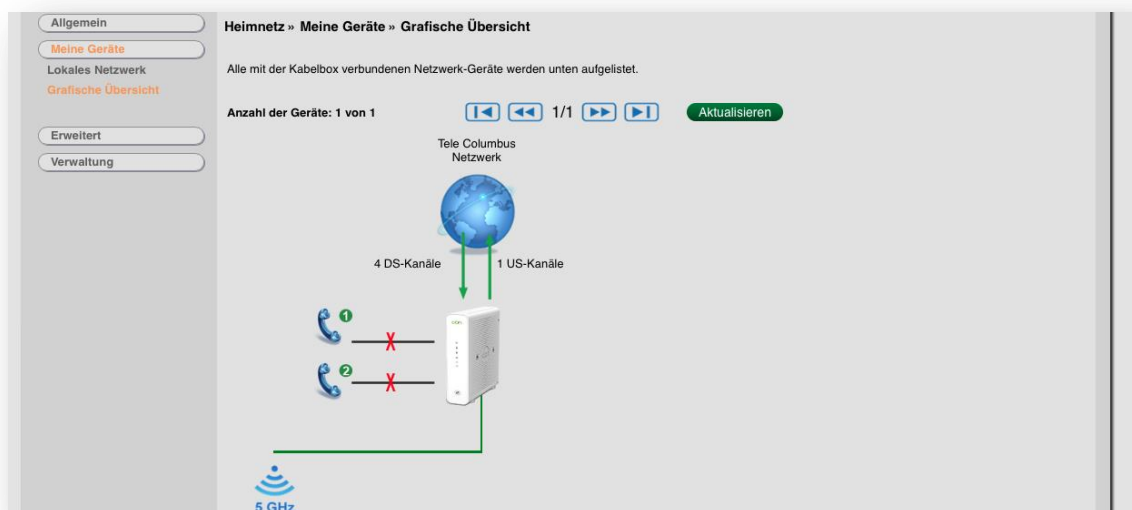 Allgemein
Heimnetz » Meine Geräte » Grafische Übersicht
Meine Geräte
Lokales Netzwerk
Alle mit der Kabelbox verbundenen Netzwerk-Geräte werden unten aufgelistet.
Grafische Übersicht
Anzahl der Geräte: 1 von 1
1/1
Aktualisieren
Erweitert
Verwaltung
Tele Columbus
Netzwerk
4 DS-Kanäle
1 US-Kanäle
1
2
5 GHz